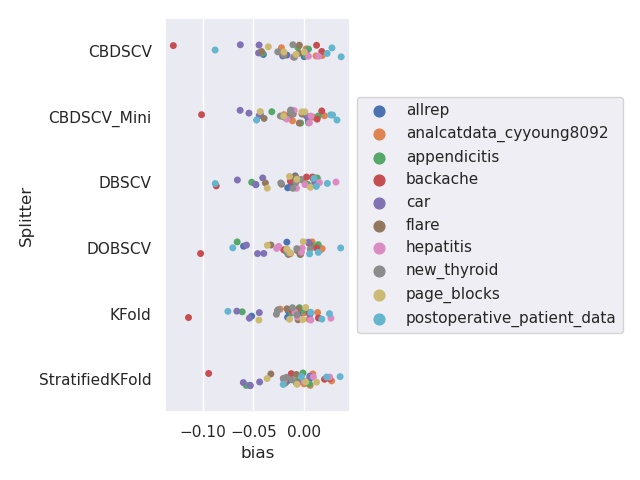 CBDSCV
CBDSCV_Mini
DBSCV
DOBSCV
KFold
StratifiedKFold
Splitter
−0.10 −0.05 0.00
bias
allrep
analcatdata_cyyoung8092
appendicitis
backache
car
flare
hepatitis
new_thyroid
page_blocks
postoperative_patient_data